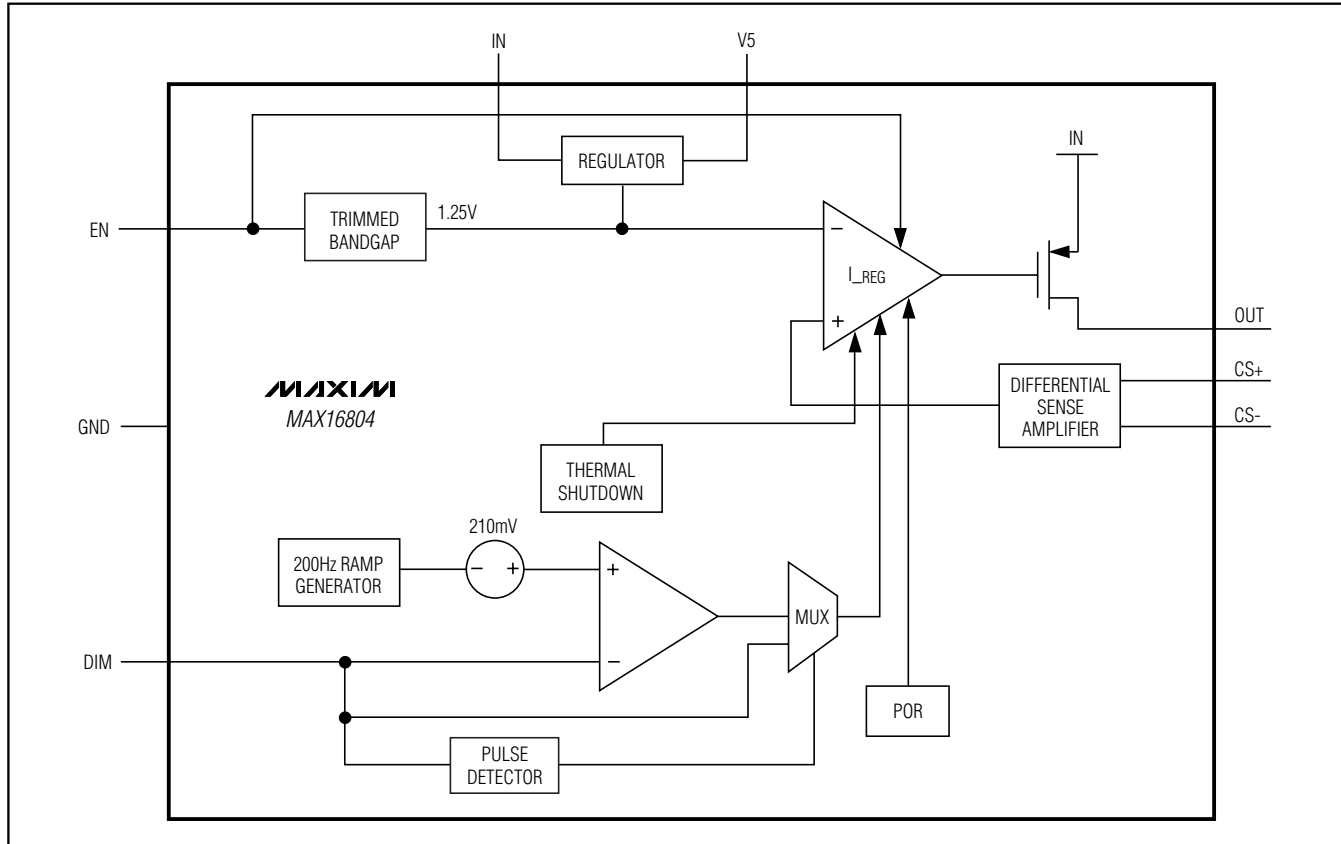 IN
V5
REGULATOR
IN
EN
TRIMMED
BANDGAP
1.25V
−
I_REG
+
OUT
CS+
CS-
DIFFERENTIAL
SENSE
AMPLIFIER
MAXIM
MAX16804
GND
THERMAL
SHUTDOWN
210mV
200Hz RAMP
GENERATOR
− +
+
−
MUX
DIM
POR
PULSE
DETECTOR